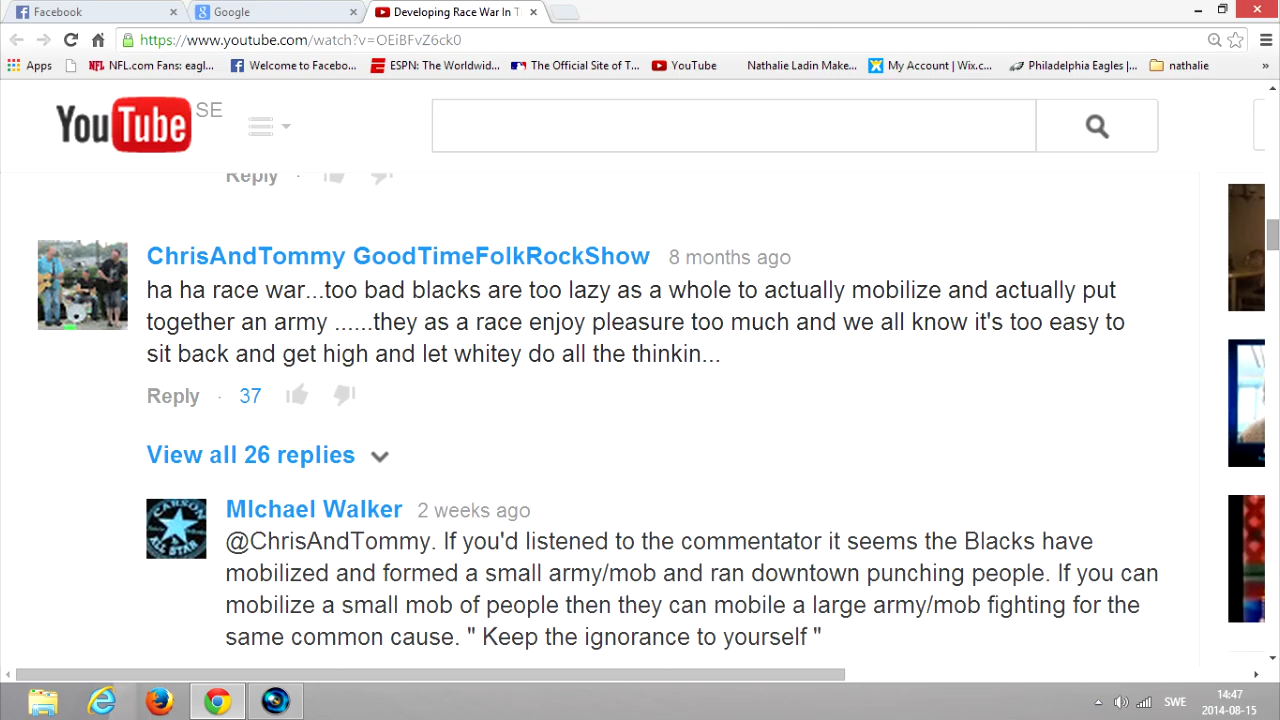 Facebook
Google
Developing Race War In T
https://www.youtube.com/watch?v=OEiBFvZ6ck0
Apps
NFL.com Fans: eagl...
Welcome to Facebo...
ESPN: The Worldwid...
The Official Site of T...
YouTube
Nathalie Ladin Make...
My Account | Wix.c...
Philadelphia Eagles |...
nathalie
»
YouTube SE
Reply ·
ChrisAndTommy GoodTimeFolkRockShow 8 months ago
ha ha race war...too bad blacks are too lazy as a whole to actually mobilize and actually put
together an army ......they as a race enjoy pleasure too much and we all know it's too easy to
sit back and get high and let whitey do all the thinkin...
Reply · 37
View all 26 replies
CARSON
ALL STAR
MIchael Walker 2 weeks ago
@ChrisAndTommy. If you'd listened to the commentator it seems the Blacks have
mobilized and formed a small army/mob and ran downtown punching people. If you can
mobilize a small mob of people then they can mobile a large army/mob fighting for the
same common cause. " Keep the ignorance to yourself "
SWE
14:47
2014-08-15